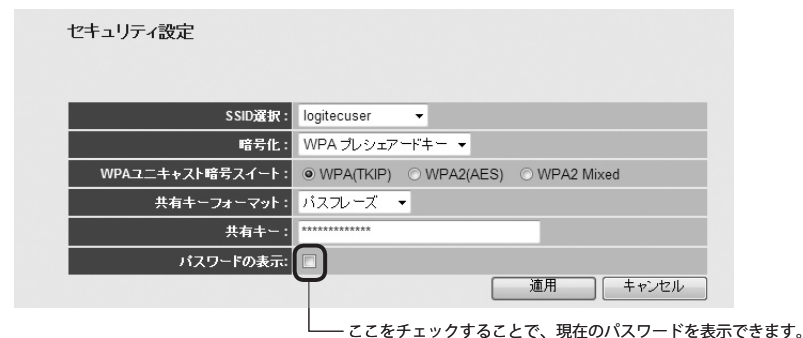 セキュリティ設定
SSID選択： logitecuser
暗号化： WPA プレシェアードキー
WPAユニキャスト暗号スイート： WPA(TKIP) WPA2(AES) WPA2 Mixed
共有キーフォーマット： パスフレーズ
共有キー： *************
パスワードの表示:
適用 キャンセル
ここをチェックすることで、現在のパスワードを表示できます。